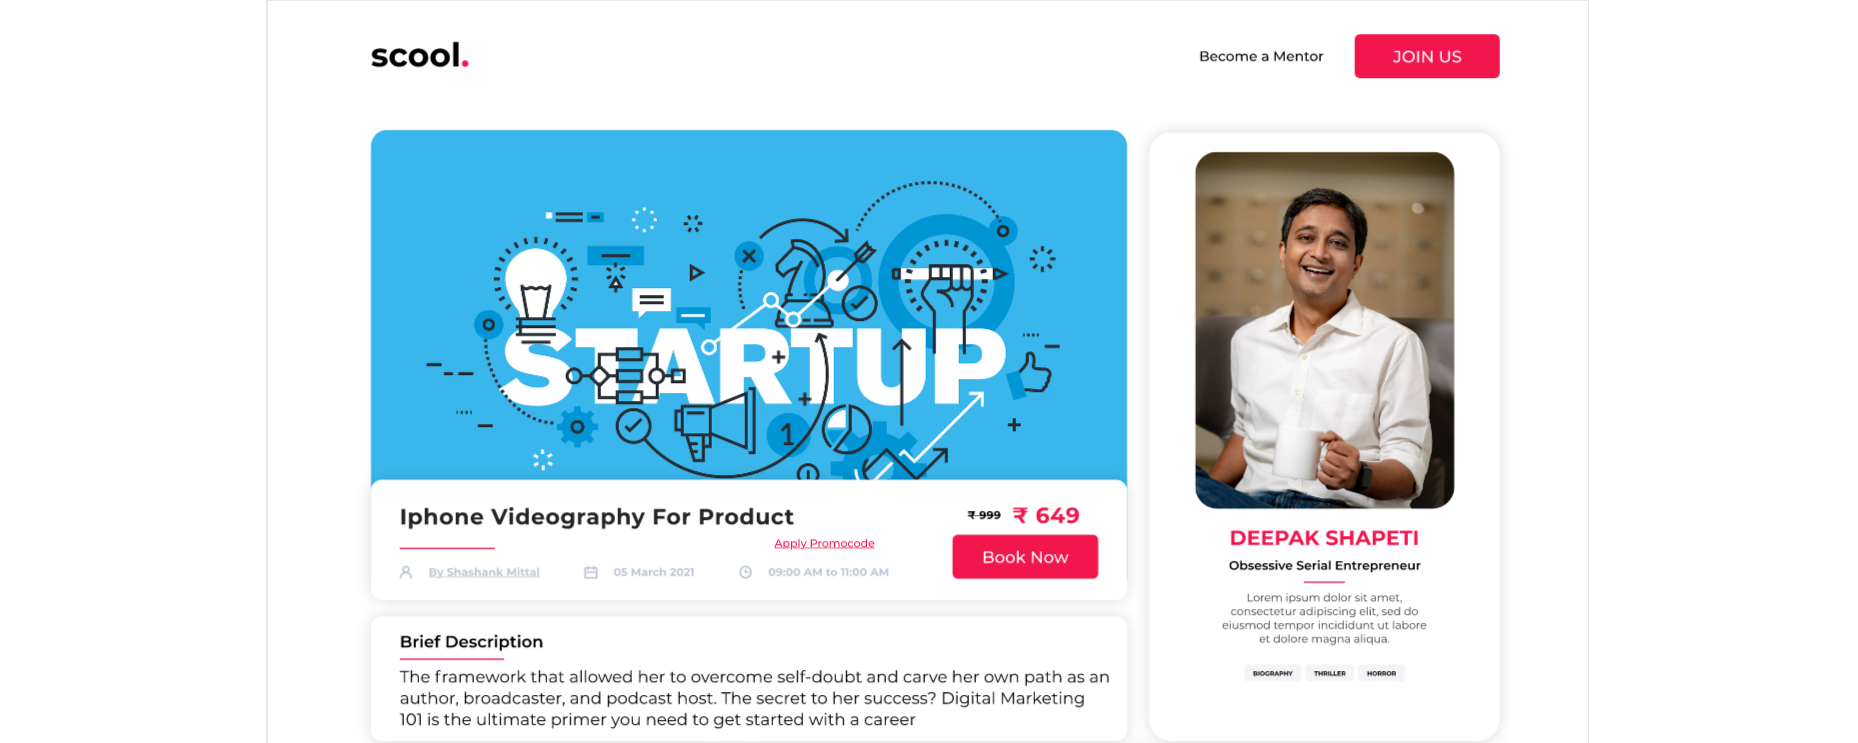 scool.
Become a Mentor
JOIN US
STARTUP
1
Iphone Videography For Product
₹ 999 ₹ 649
Apply Promocode
Book Now
By Shashank Mittal
05 March 2021
09:00 AM to 11:00 AM
Brief Description
The framework that allowed her to overcome self-doubt and carve her own path as an
author, broadcaster, and podcast host. The secret to her success? Digital Marketing
101 is the ultimate primer you need to get started with a career
DEEPAK SHAPETI
Obsessive Serial Entrepreneur
Lorem ipsum dolor sit amet,
consectetur adipiscing elit, sed do
eiusmod tempor incididunt ut labore
et dolore magna aliqua.
BIOGRAPHY THRILLER HORROR